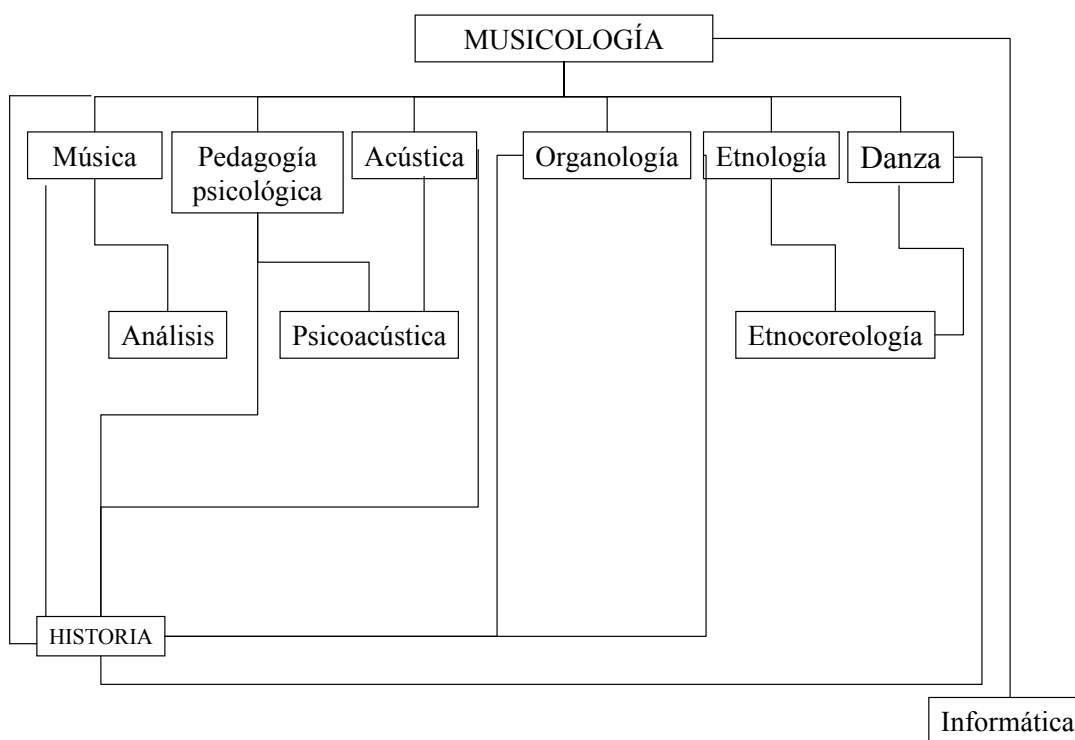 MUSICOLOGÍA
Música
Pedagogía
psicológica
Acústica
Organología
Etnología
Danza
Análisis
Psicoacústica
Etnocoreología
HISTORIA
Informática